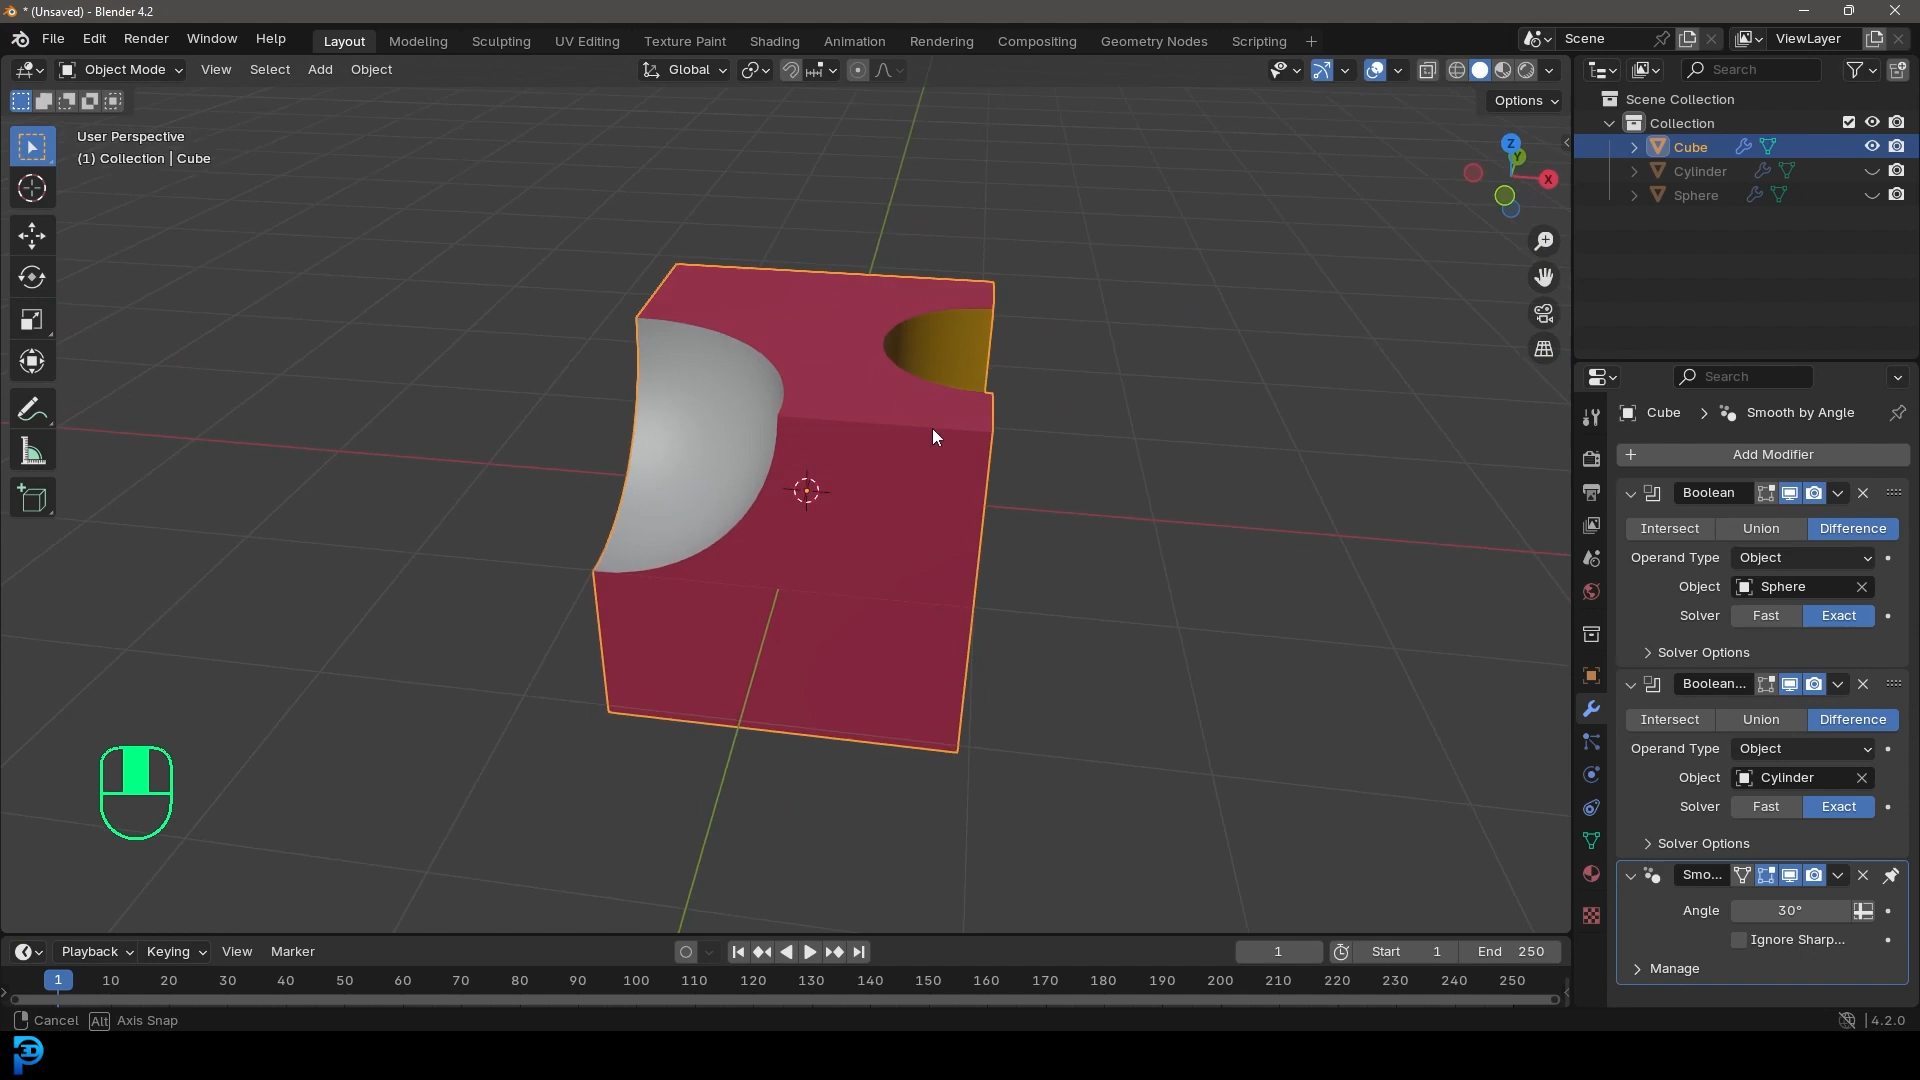 * (Unsaved) - Blender 4.2
File Edit Render Window Help Layout Modeling Sculpting UV Editing Texture Paint Shading Animation Rendering Compositing Geometry Nodes Scripting + Scene ViewLayer
Object Mode View Select Add Object Global Search
Options
Scene Collection
Collection
Cube
Cylinder
Sphere
User Perspective
(1) Collection | Cube
Z
Y
X
Search
Cube > Smooth by Angle
+ Add Modifier
Boolean
Intersect Union Difference
Operand Type Object
Object Sphere
Solver Fast Exact
Solver Options
Boolean...
Intersect Union Difference
Operand Type Object
Object Cylinder
Solver Fast Exact
Solver Options
Smo...
Angle 30°
Ignore Sharp...
Manage
Playback Keying View Marker 1 Start 1 End 250
1 10 20 30 40 50 60 70 80 90 100 110 120 130 140 150 160 170 180 190 200 210 220 230 240 250
Cancel Alt Axis Snap 4.2.0